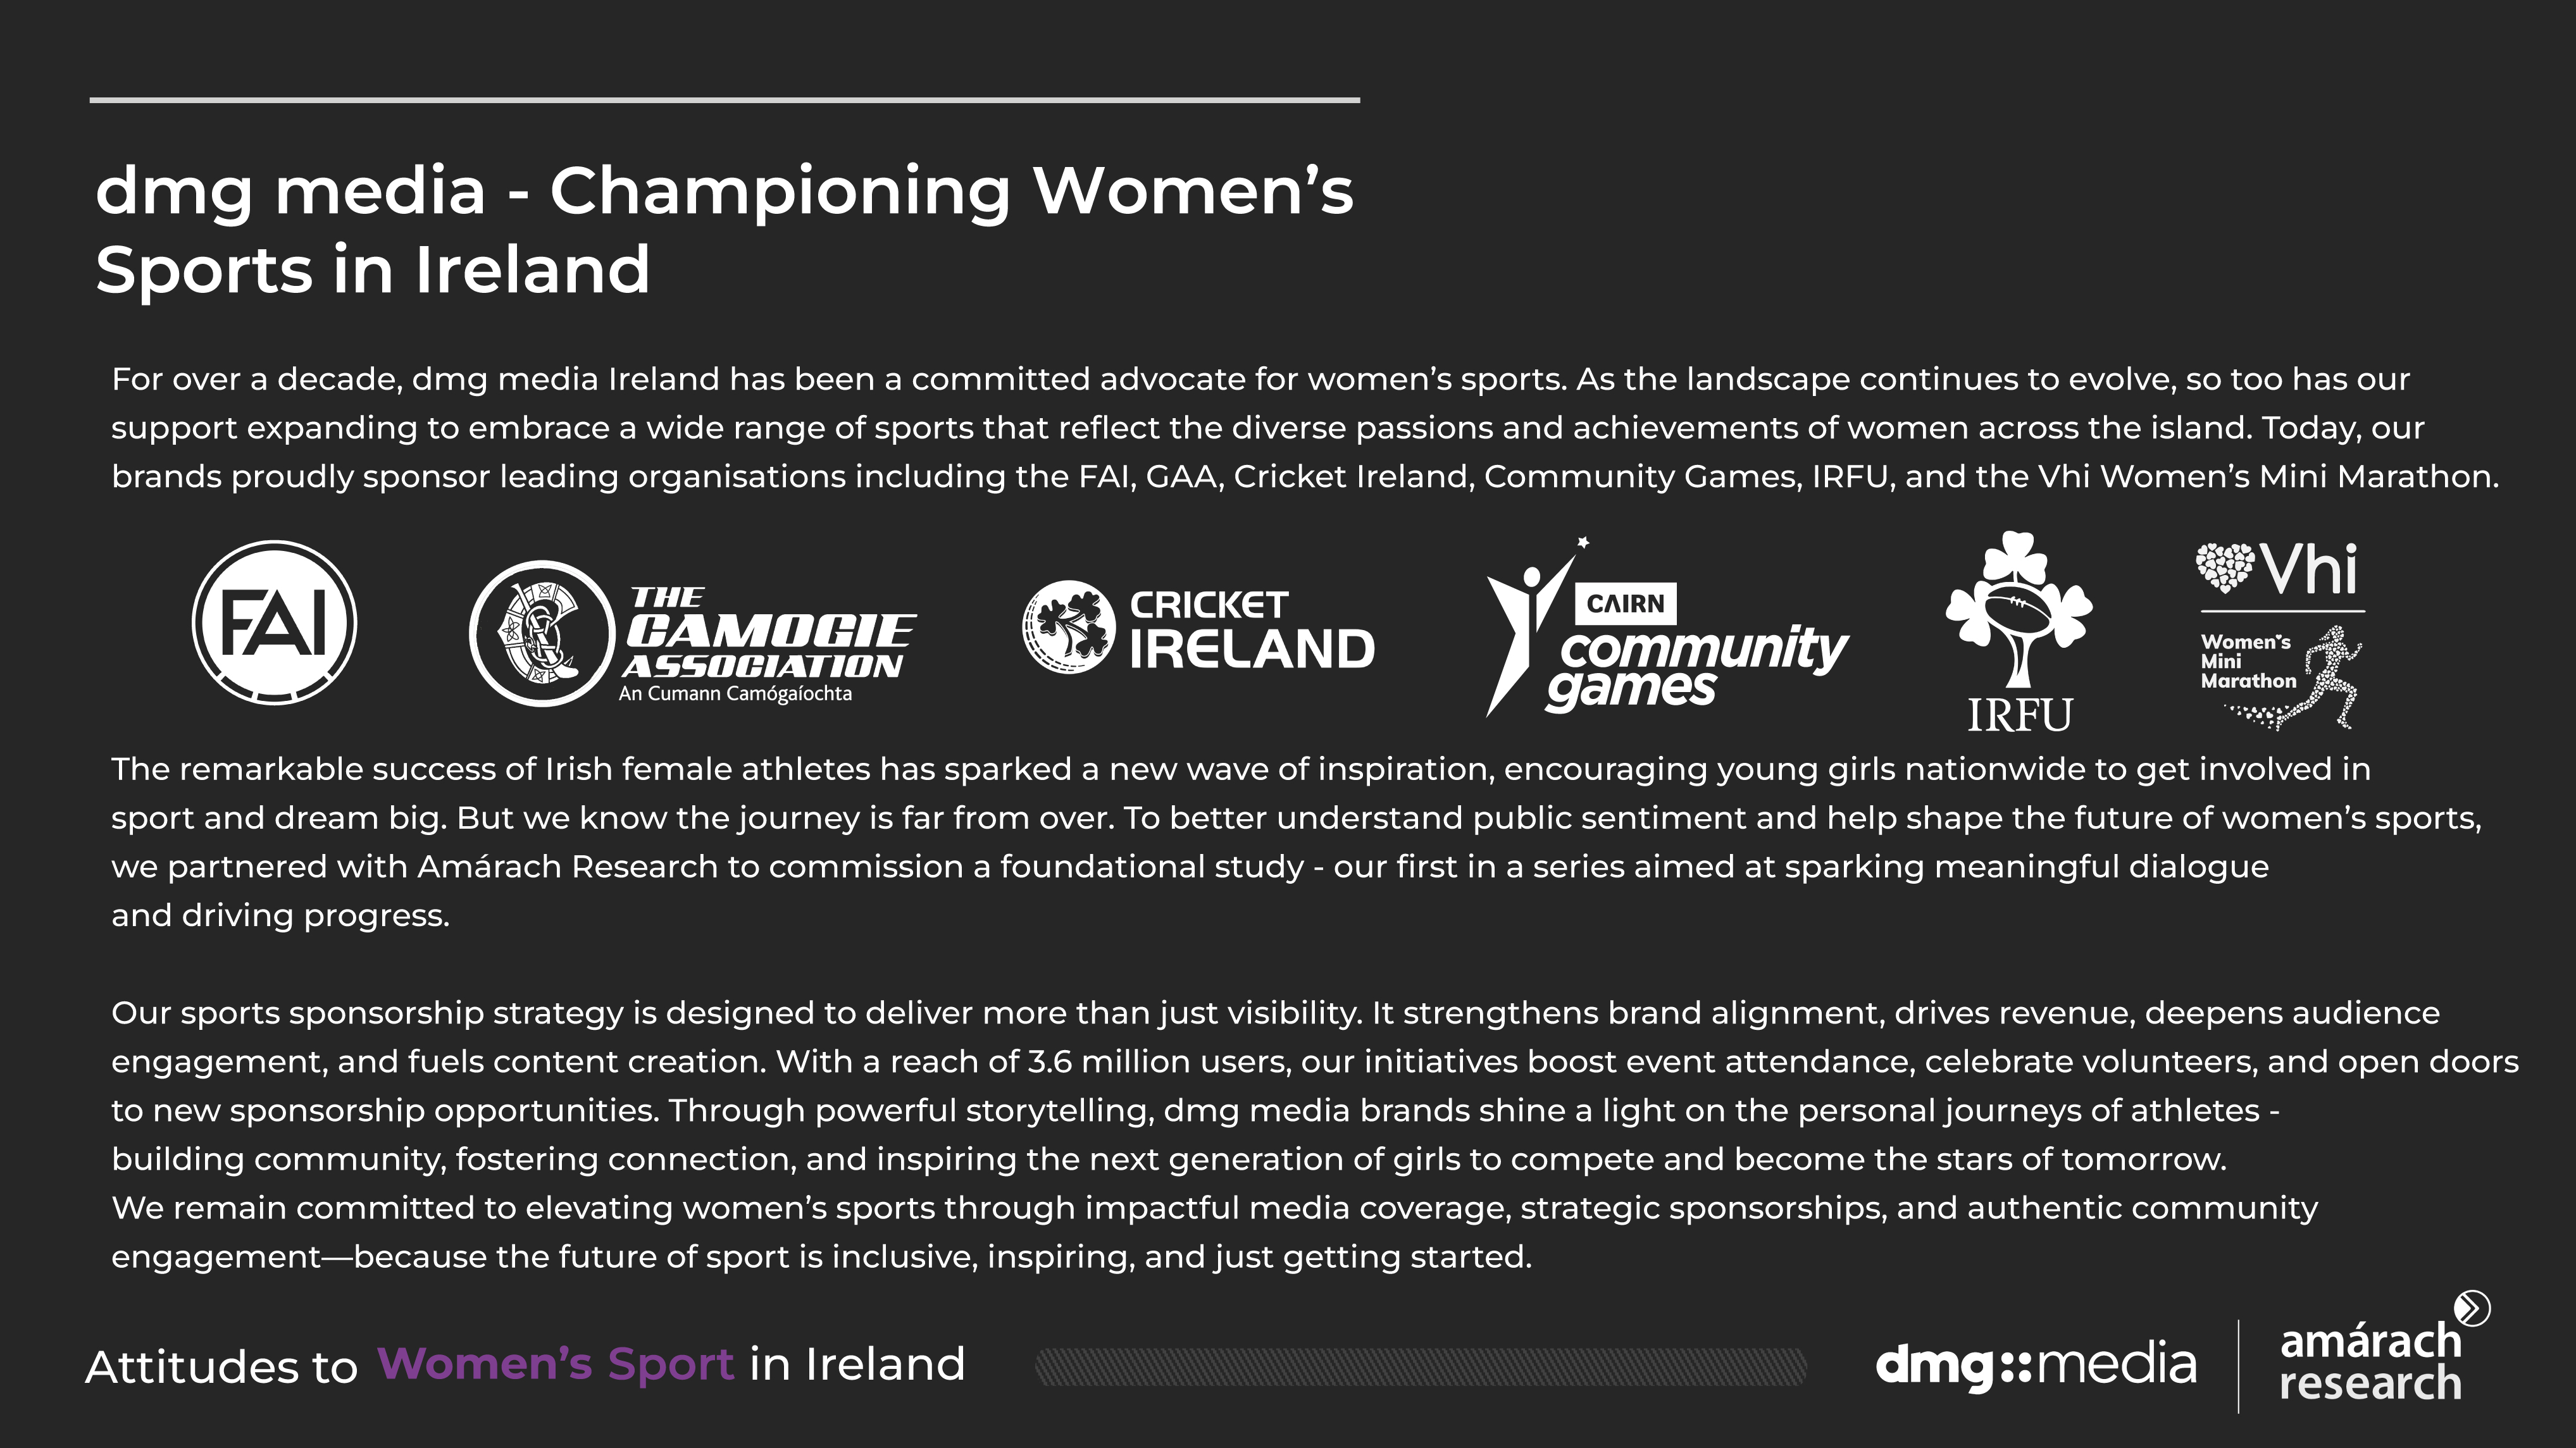 dmg media - Championing Women’s
Sports in Ireland
For over a decade, dmg media Ireland has been a committed advocate for women’s sports. As the landscape continues to evolve, so too has our
support expanding to embrace a wide range of sports that reflect the diverse passions and achievements of women across the island. Today, our
brands proudly sponsor leading organisations including the FAI, GAA, Cricket Ireland, Community Games, IRFU, and the Vhi Women’s Mini Marathon.
FAI
THE
CAMOGIE
ASSOCIATION
An Cumann Camógaíochta
CRICKET
IRELAND
CAIRN
community
games
IRFU
Vhi
Women's
Mini
Marathon
The remarkable success of Irish female athletes has sparked a new wave of inspiration, encouraging young girls nationwide to get involved in
sport and dream big. But we know the journey is far from over. To better understand public sentiment and help shape the future of women’s sports,
we partnered with Amárach Research to commission a foundational study - our first in a series aimed at sparking meaningful dialogue
and driving progress.
Our sports sponsorship strategy is designed to deliver more than just visibility. It strengthens brand alignment, drives revenue, deepens audience
engagement, and fuels content creation. With a reach of 3.6 million users, our initiatives boost event attendance, celebrate volunteers, and open doors
to new sponsorship opportunities. Through powerful storytelling, dmg media brands shine a light on the personal journeys of athletes -
building community, fostering connection, and inspiring the next generation of girls to compete and become the stars of tomorrow.
We remain committed to elevating women’s sports through impactful media coverage, strategic sponsorships, and authentic community
engagement—because the future of sport is inclusive, inspiring, and just getting started.
Attitudes to Women’s Sport in Ireland
dmg::media
amárach
research